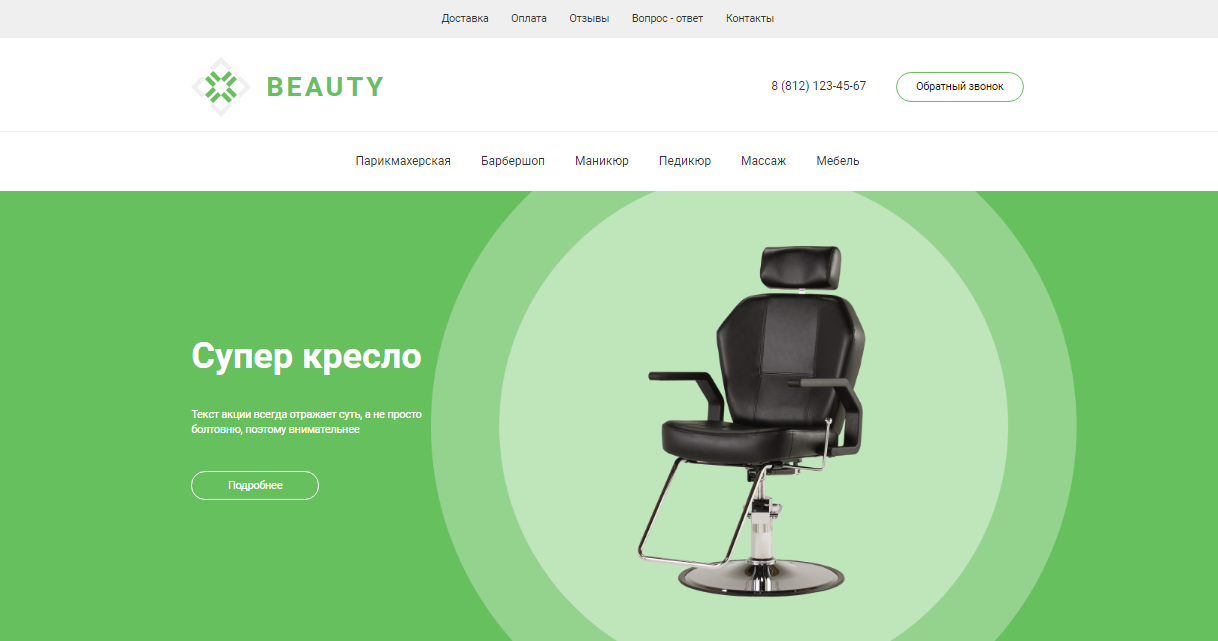 Доставка Оплата Отзывы Вопрос - ответ Контакты
BEAUTY
8 (812) 123-45-67
Обратный звонок
Парикмахерская Барбершоп Маникюр Педикюр Массаж Мебель
Супер кресло
Текст акции всегда отражает суть, а не просто
болтовню, поэтому внимательнее
Подробнее